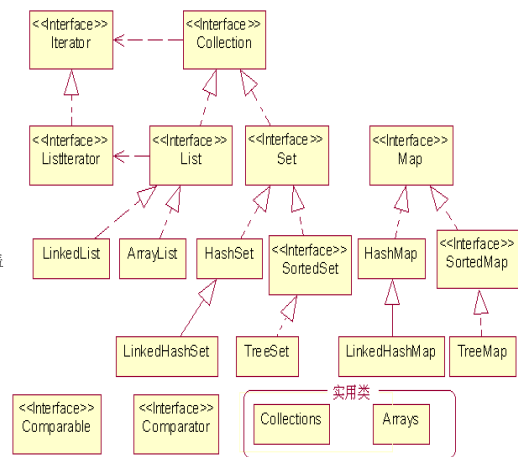 <<Interface>>
Iterator
<<Interface>>
Collection
<<Interface>>
ListIterator
<<Interface>>
List
<<Interface>>
Set
<<Interface>>
Map
LinkedList
ArrayList
HashSet
<<Interface>>
SortedSet
HashMap
<<Interface>>
SortedMap
LinkedHashSet
TreeSet
LinkedHashMap
TreeMap
<<Interface>>
Comparable
<<Interface>>
Comparator
实用类
Collections
Arrays